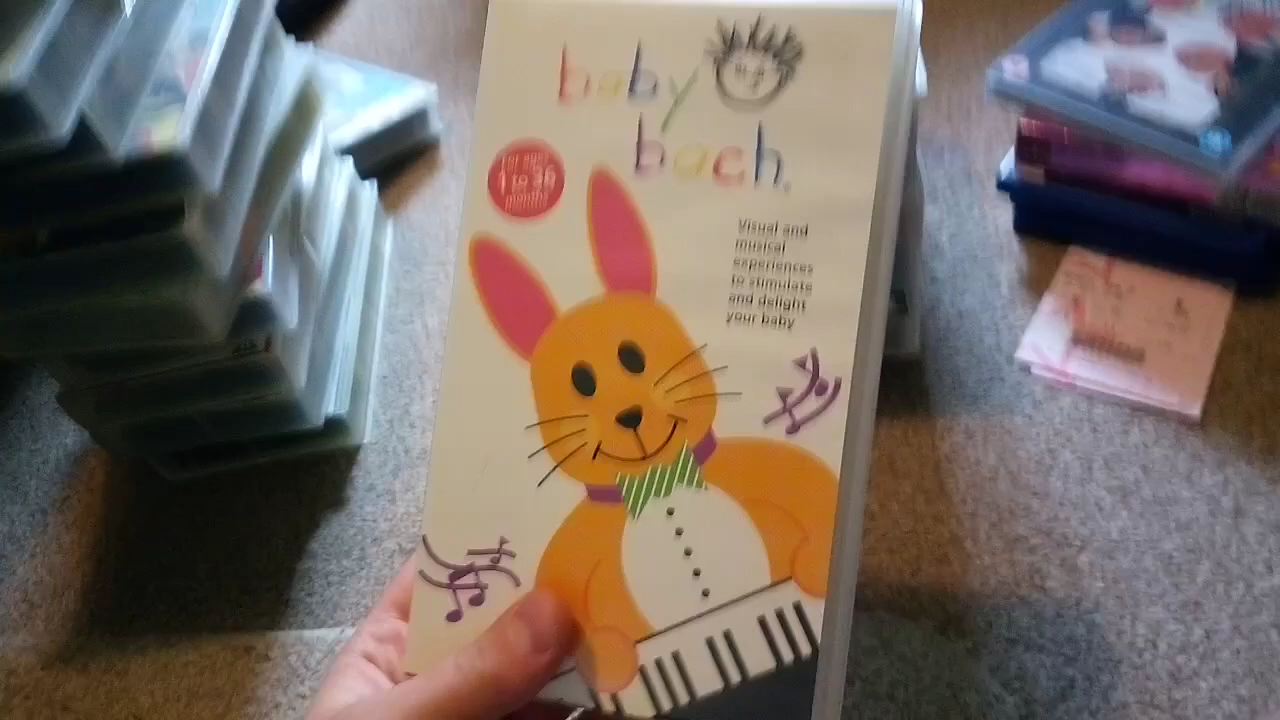 baby
bach.
for ages
1 to 36
months
Visual and
musical
experiences
to stimulate
and delight
your baby